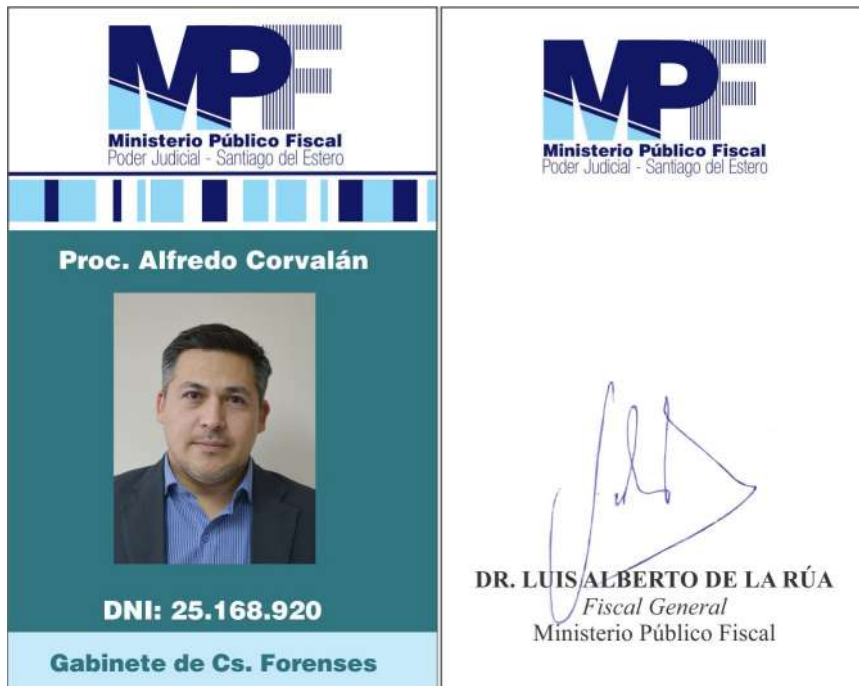 MPF
Ministerio Público Fiscal
Poder Judicial - Santiago del Estero
Proc. Alfredo Corvalán
DNI: 25.168.920
Gabinete de Cs. Forenses
MPF
Ministerio Público Fiscal
Poder Judicial - Santiago del Estero
DR. LUIS ALBERTO DE LA RÚA
Fiscal General
Ministerio Público Fiscal